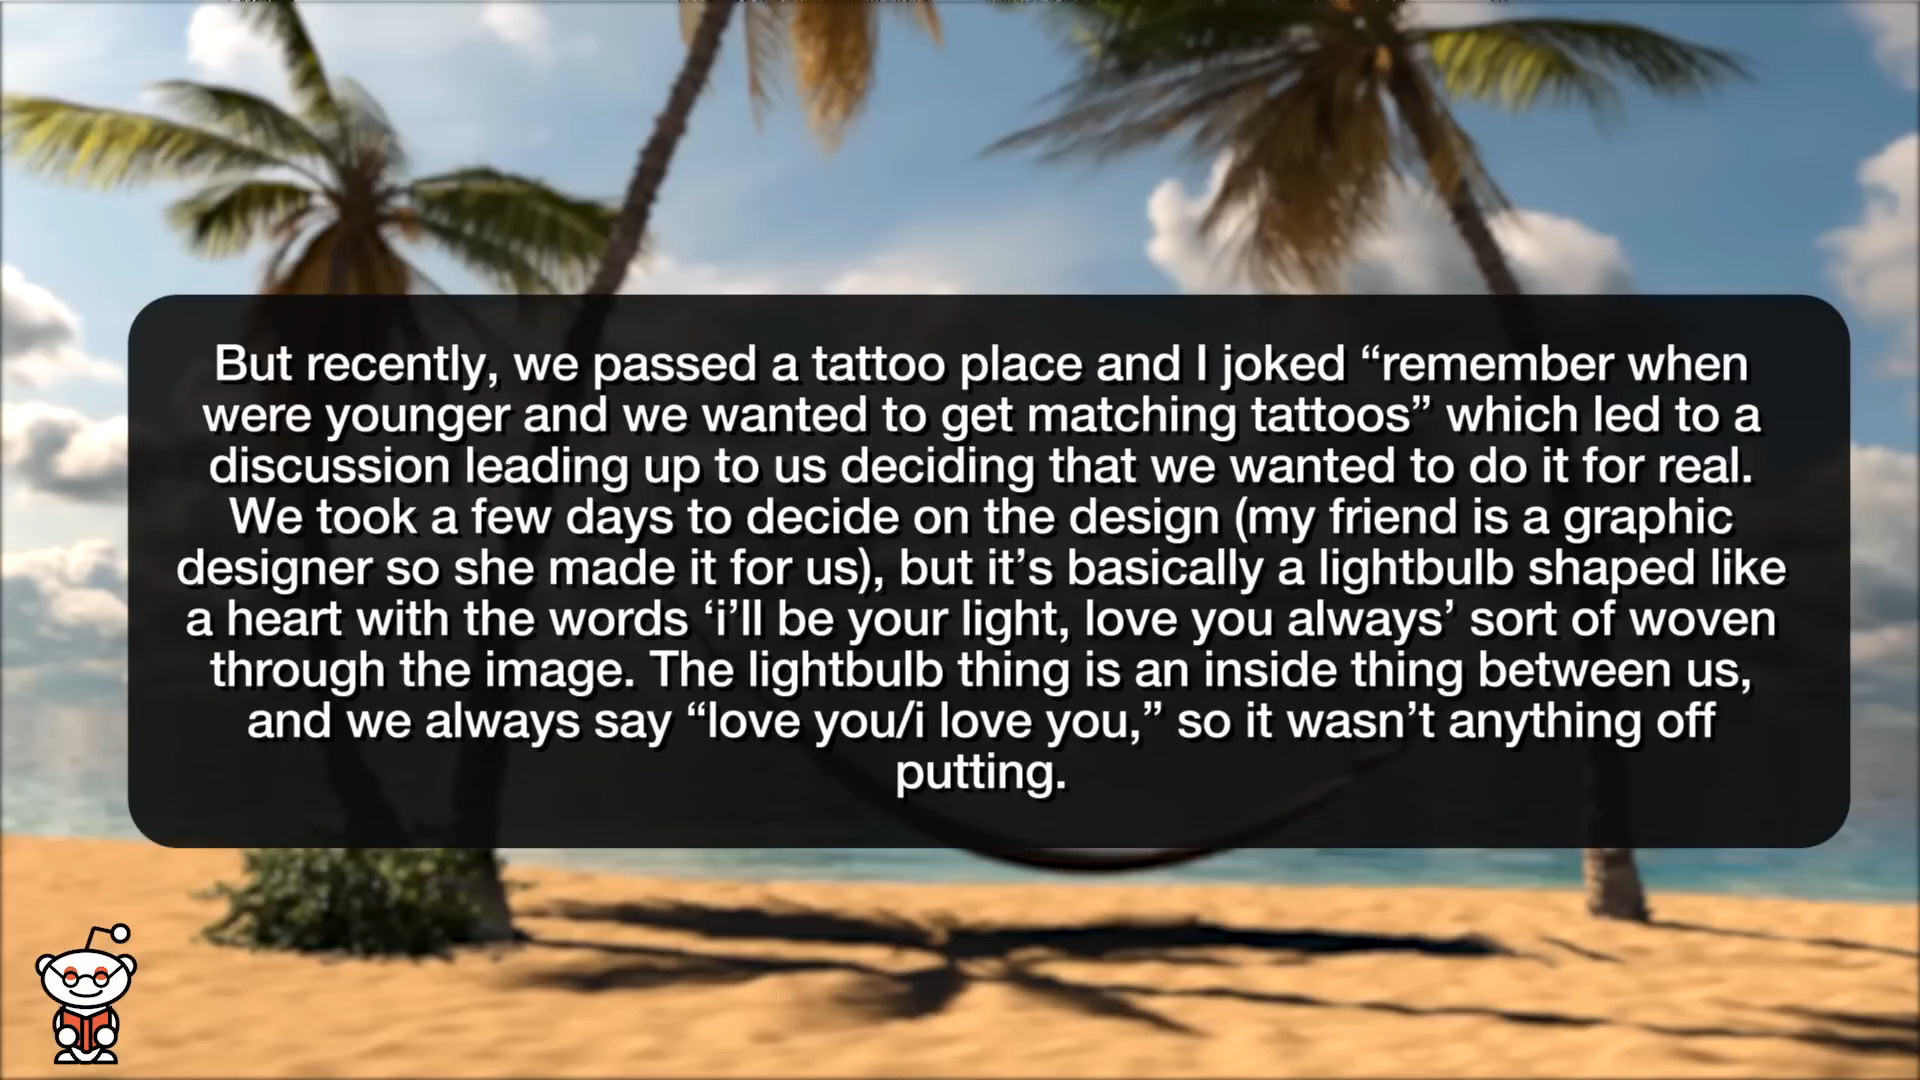 But recently, we passed a tattoo place and I joked “remember when
were younger and we wanted to get matching tattoos” which led to a
discussion leading up to us deciding that we wanted to do it for real.
We took a few days to decide on the design (my friend is a graphic
designer so she made it for us), but it’s basically a lightbulb shaped like
a heart with the words ‘i’ll be your light, love you always’ sort of woven
through the image. The lightbulb thing is an inside thing between us,
and we always say “love you/i love you,” so it wasn’t anything off
putting.